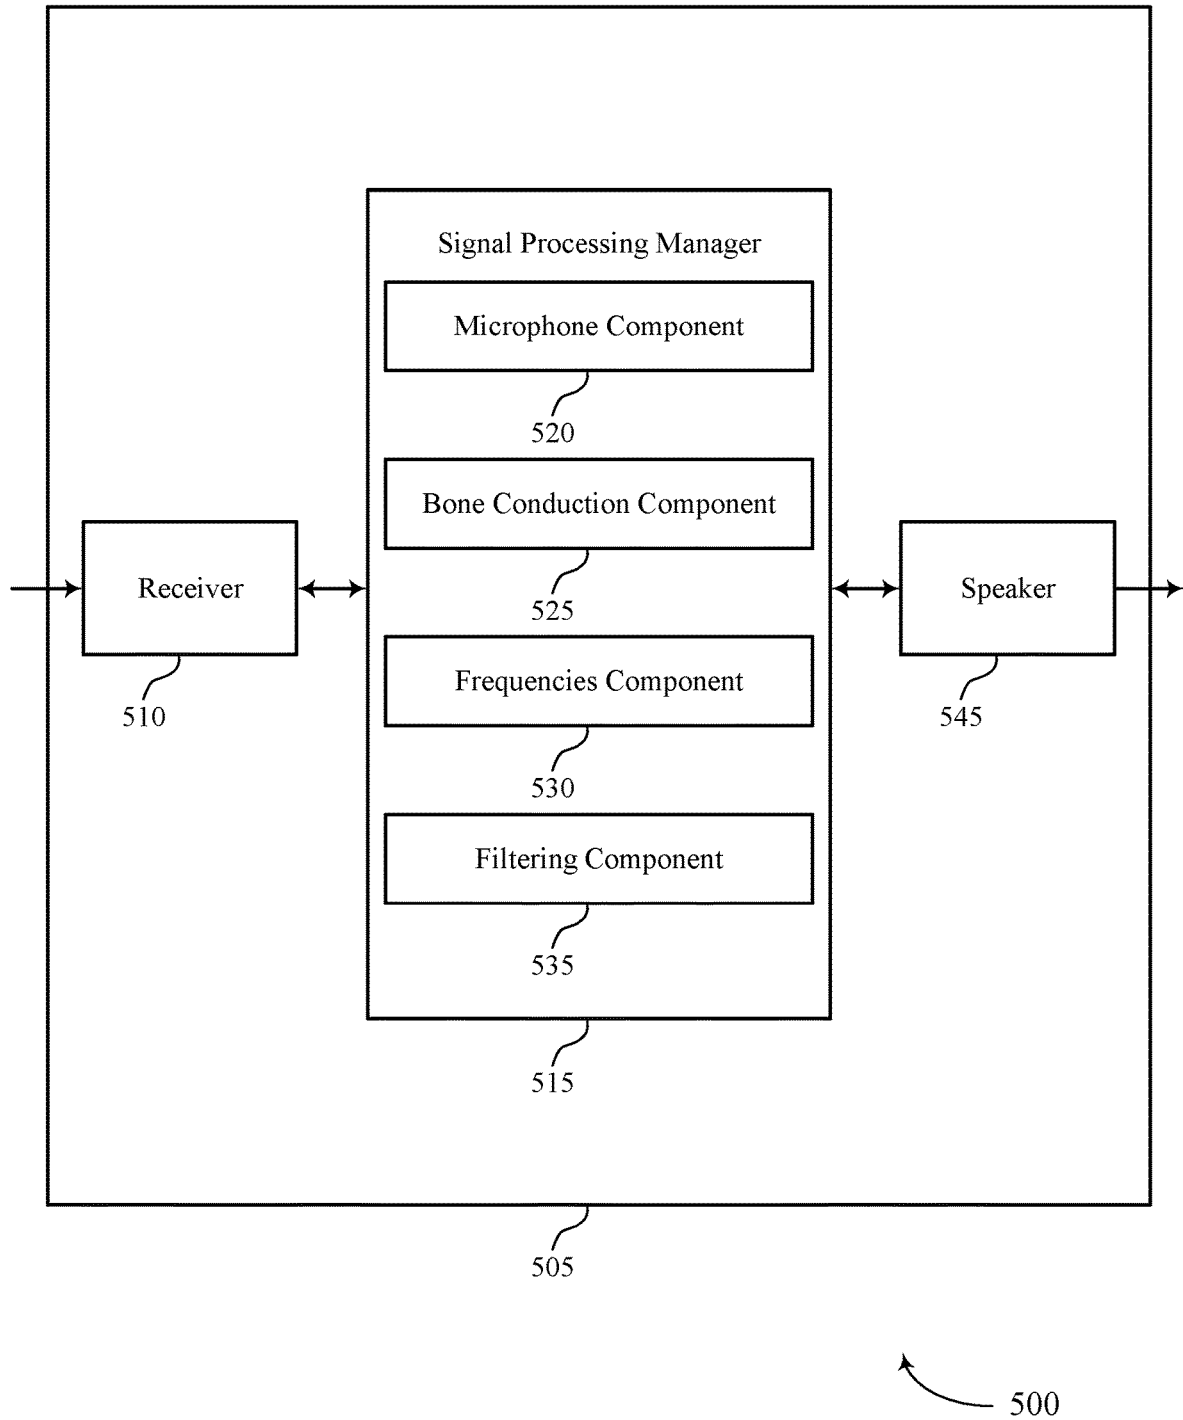 Signal Processing Manager
Microphone Component
520
Bone Conduction Component
525
Receiver
510
Speaker
545
Frequencies Component
530
Filtering Component
535
515
505
500